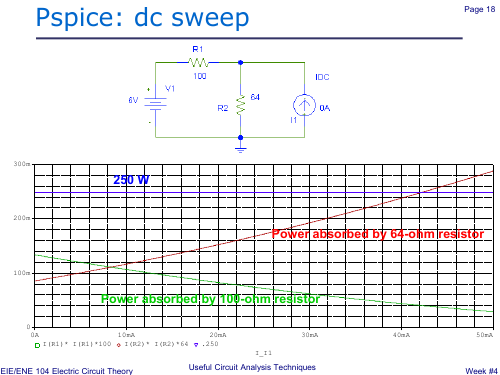 Pspice: dc sweep
Page 18
R1
100
IDC
V1
6V
+
-
R2
64
0A
I1
300m
250 W
200m
Power absorbed by 64-ohm resistor
100m
Power absorbed by 100-ohm resistor
0
0A 10mA 20mA 30mA 40mA 50mA
I(R1)* I(R1)*100 I(R2)* I(R2)*64 .250
I_I1
EIE/ENE 104 Electric Circuit Theory
Useful Circuit Analysis Techniques
Week #4